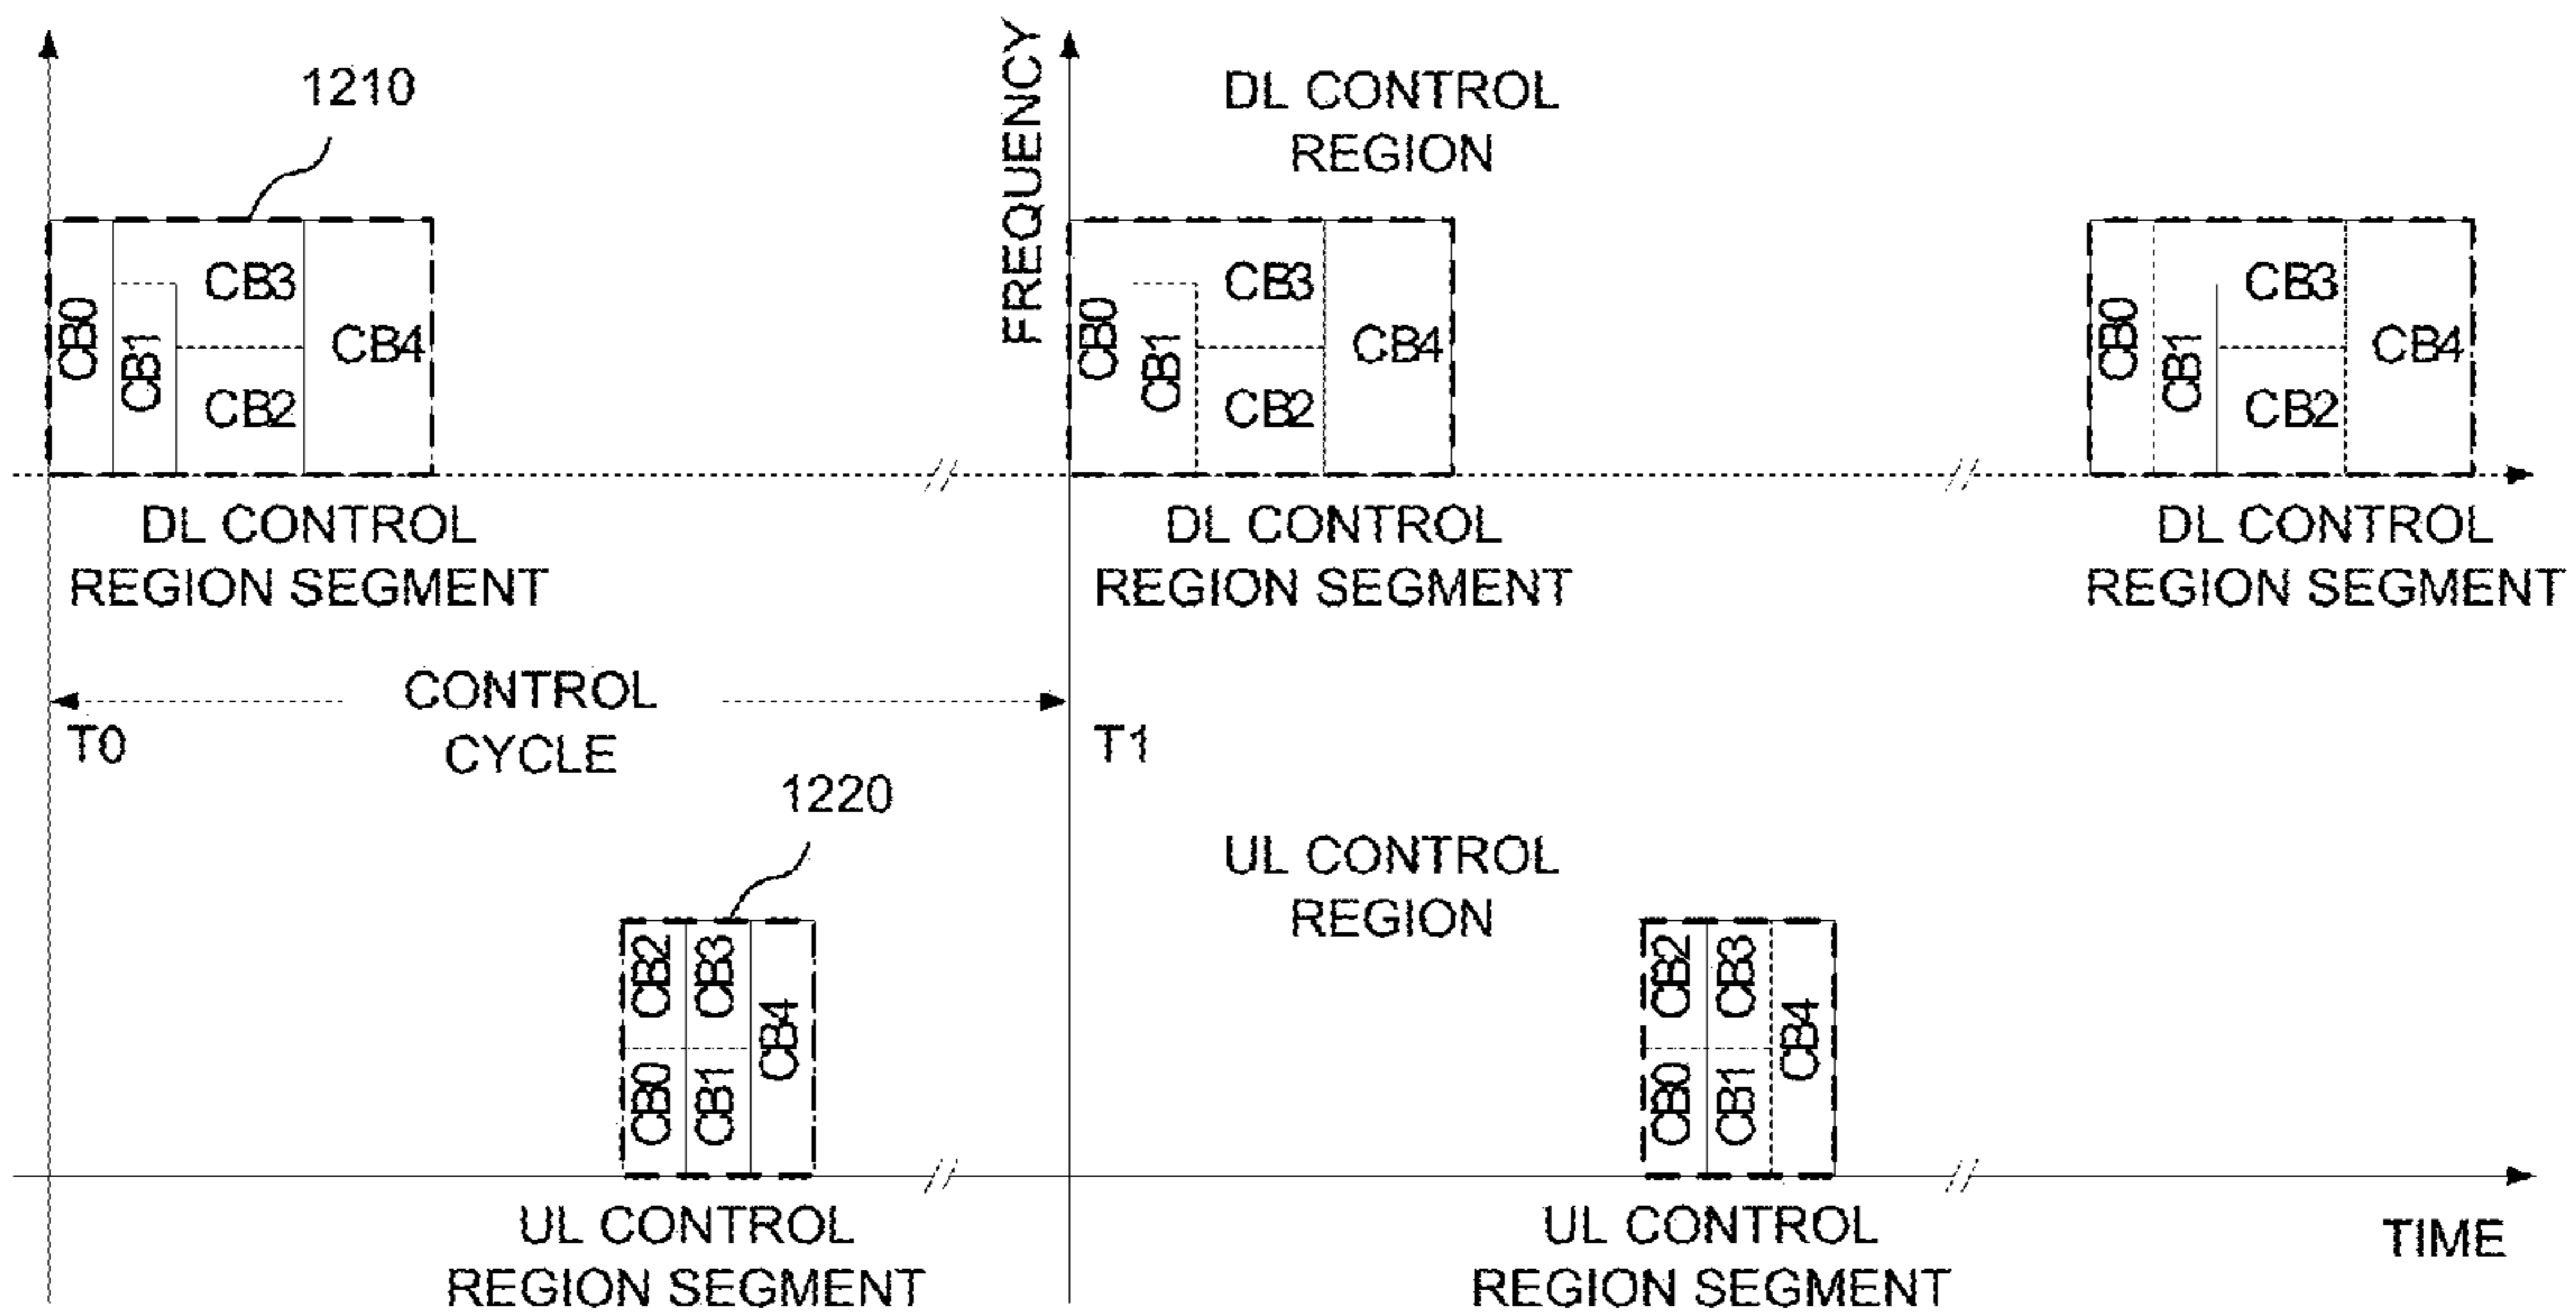 1210
FREQUENCY
DL CONTROL
REGION
CB0
CB1
CB3
CB2
CB4
CB0
CB1
CB3
CB2
CB4
CB0
CB1
CB3
CB2
CB4
DL CONTROL
REGION SEGMENT
DL CONTROL
REGION SEGMENT
DL CONTROL
REGION SEGMENT
CONTROL
CYCLE
T0
T1
1220
UL CONTROL
REGION
CB2
CB3
CB0
CB1
CB4
CB2
CB3
CB0
CB1
CB4
UL CONTROL
REGION SEGMENT
UL CONTROL
REGION SEGMENT
TIME